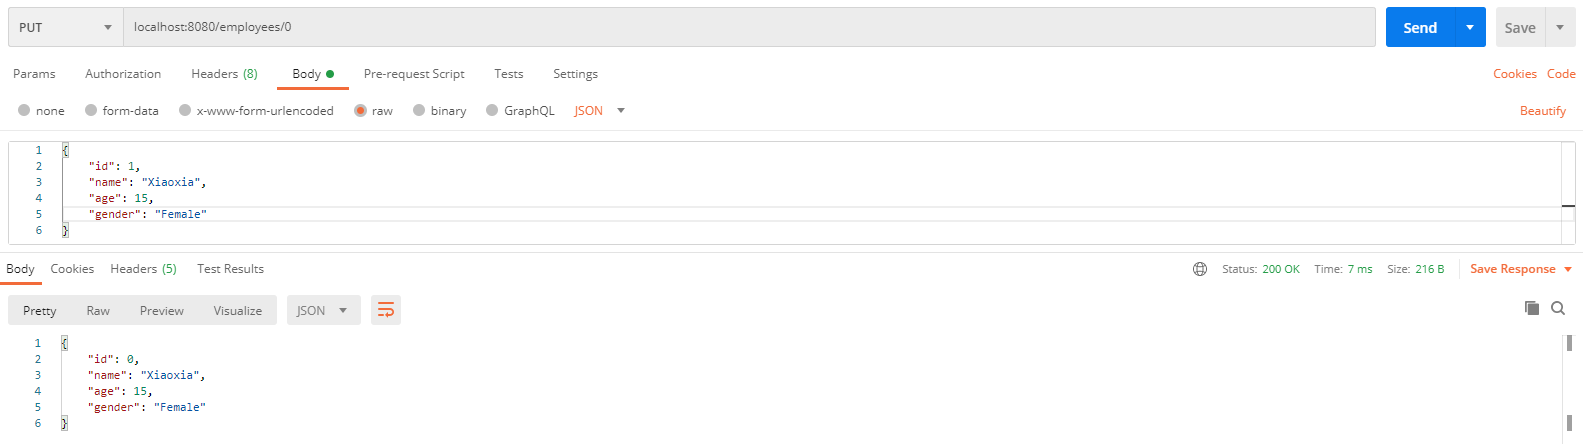 PUT localhost:8080/employees/0 Send Save
Params Authorization Headers (8) Body Pre-request Script Tests Settings Cookies Code
none form-data x-www-form-urlencoded raw binary GraphQL JSON Beautify
1 {
2 "id": 1,
3 "name": "Xiaoxia",
4 "age": 15,
5 "gender": "Female"
6 }
Body Cookies Headers (5) Test Results Status: 200 OK Time: 7 ms Size: 216 B Save Response
Pretty Raw Preview Visualize JSON
1 {
2 "id": 0,
3 "name": "Xiaoxia",
4 "age": 15,
5 "gender": "Female"
6 }